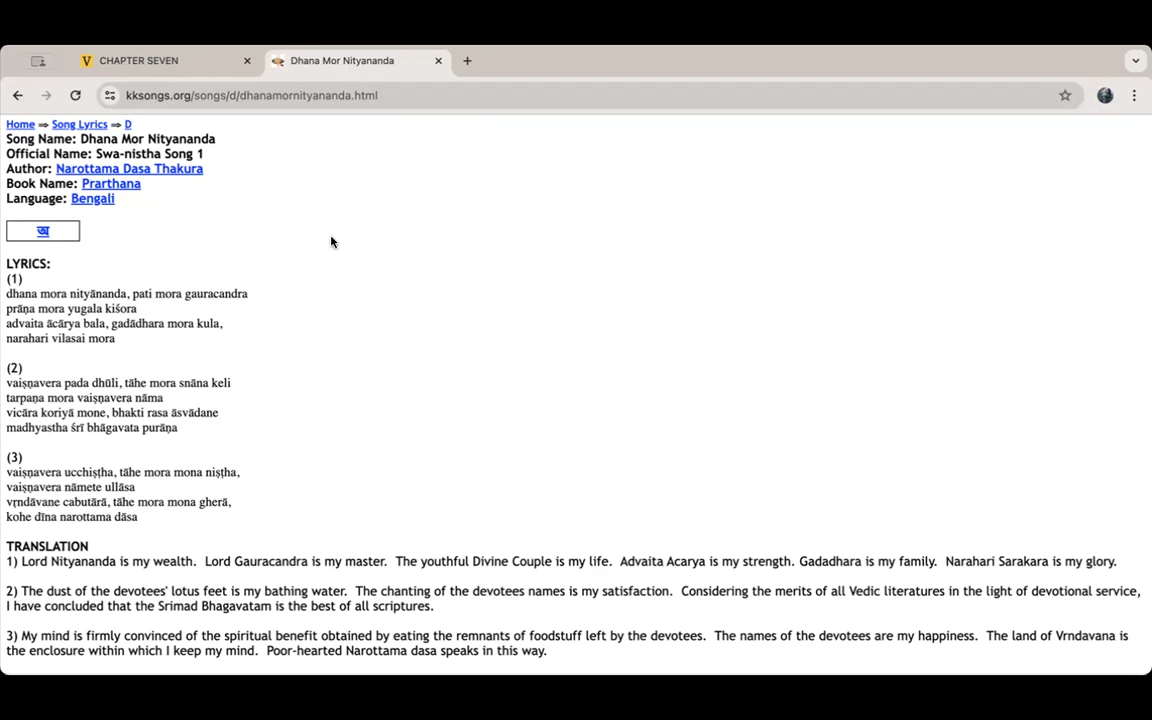 CHAPTER SEVEN
Dhana Mor Nityananda
kksongs.org/songs/d/dhanamornityananda.html
Home ⇒ Song Lyrics ⇒ D
Song Name: Dhana Mor Nityananda
Official Name: Swa-nistha Song 1
Author: Narottama Dasa Thakura
Book Name: Prarthana
Language: Bengali
অ
LYRICS:
(1)
dhana mora nityānanda, pati mora gauracandra
prāṇa mora yugala kiśora
advaita ācārya bala, gadādhara mora kula,
narahari vilasai mora
(2)
vaiṣṇavera pada dhūli, tāhe mora snāna keli
tarpaṇa mora vaiṣṇavera nāma
vicāra koriyā mone, bhakti rasa āsvādane
madhyastha śrī bhāgavata purāṇa
(3)
vaiṣṇavera ucchiṣṭha, tāhe mora mona niṣṭha,
vaiṣṇavera nāmete ullāsa
vṛndāvane cabutārā, tāhe mora mona gherā,
kohe dīna narottama dāsa
TRANSLATION
1) Lord Nityananda is my wealth. Lord Gauracandra is my master. The youthful Divine Couple is my life. Advaita Acarya is my strength. Gadadhara is my family. Narahari Sarakara is my glory.
2) The dust of the devotees' lotus feet is my bathing water. The chanting of the devotees names is my satisfaction. Considering the merits of all Vedic literatures in the light of devotional service,
I have concluded that the Srimad Bhagavatam is the best of all scriptures.
3) My mind is firmly convinced of the spiritual benefit obtained by eating the remnants of foodstuff left by the devotees. The names of the devotees are my happiness. The land of Vrndavana is
the enclosure within which I keep my mind. Poor-hearted Narottama dasa speaks in this way.